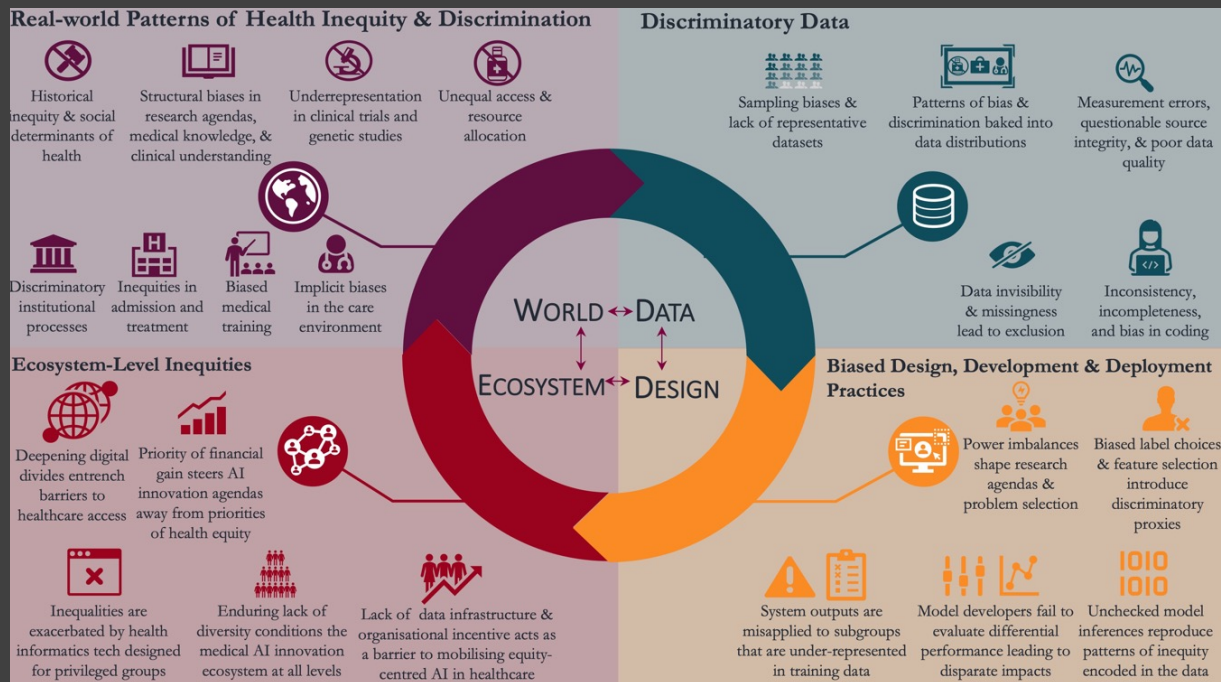 Real-world Patterns of Health Inequity & Discrimination
Historical
inequity & social
determinants of
health
Structural biases in
research agendas,
medical knowledge, &
clinical understanding
Underrepresentation
in clinical trials and
genetic studies
Unequal access &
resource
allocation
H
Discriminatory
institutional
processes
Inequities in
admission and
treatment
Biased
medical
training
Implicit biases
in the care
environment
Discriminatory Data
Sampling biases &
lack of representative
datasets
Patterns of bias &
discrimination baked into
data distributions
Measurement errors,
questionable source
integrity, & poor data
quality
Data invisibility
& missingness
lead to exclusion
</>
Inconsistency,
incompleteness,
and bias in coding
WORLD
DATA
ECOSYSTEM
DESIGN
Ecosystem-Level Inequities
Deepening digital
divides entrench
barriers to
healthcare access
Priority of financial
gain steers AI
innovation agendas
away from priorities
of health equity
Inequalities are
exacerbated by health
informatics tech designed
for privileged groups
Enduring lack of
diversity conditions the
medical AI innovation
ecosystem at all levels
Lack of data infrastructure &
organisational incentive acts as
a barrier to mobilising equity-
centred AI in healthcare
Biased Design, Development & Deployment
Practices
Power imbalances
shape research
agendas &
problem selection
Biased label choices
& feature selection
introduce
discriminatory
proxies
System outputs are
misapplied to subgroups
that are under-represented
in training data
Model developers fail to
evaluate differential
performance leading to
disparate impacts
1010
1010
Unchecked model
inferences reproduce
patterns of inequity
encoded in the data